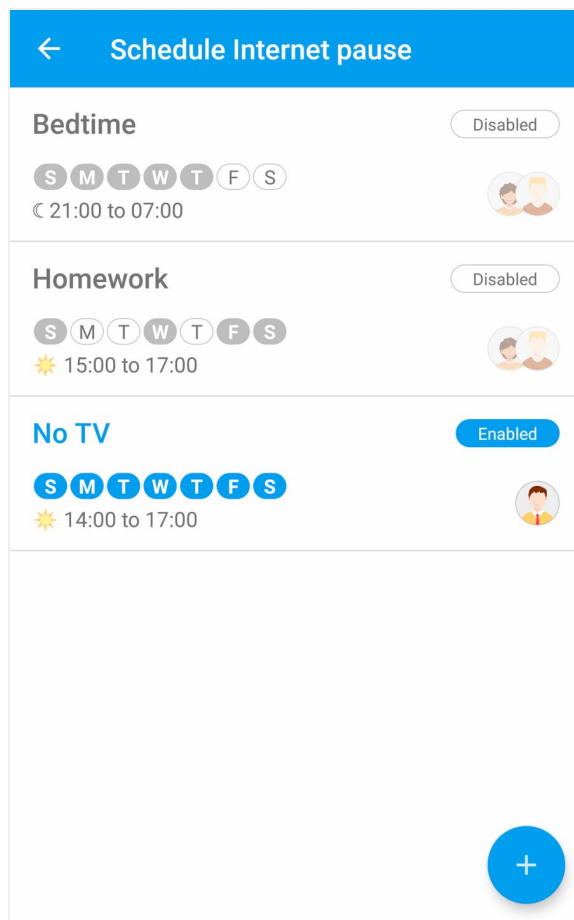 Schedule Internet pause
Bedtime Disabled
S M T W T F S
21:00 to 07:00
Homework Disabled
S M T W T F S
15:00 to 17:00
No TV Enabled
S M T W T F S
14:00 to 17:00
+